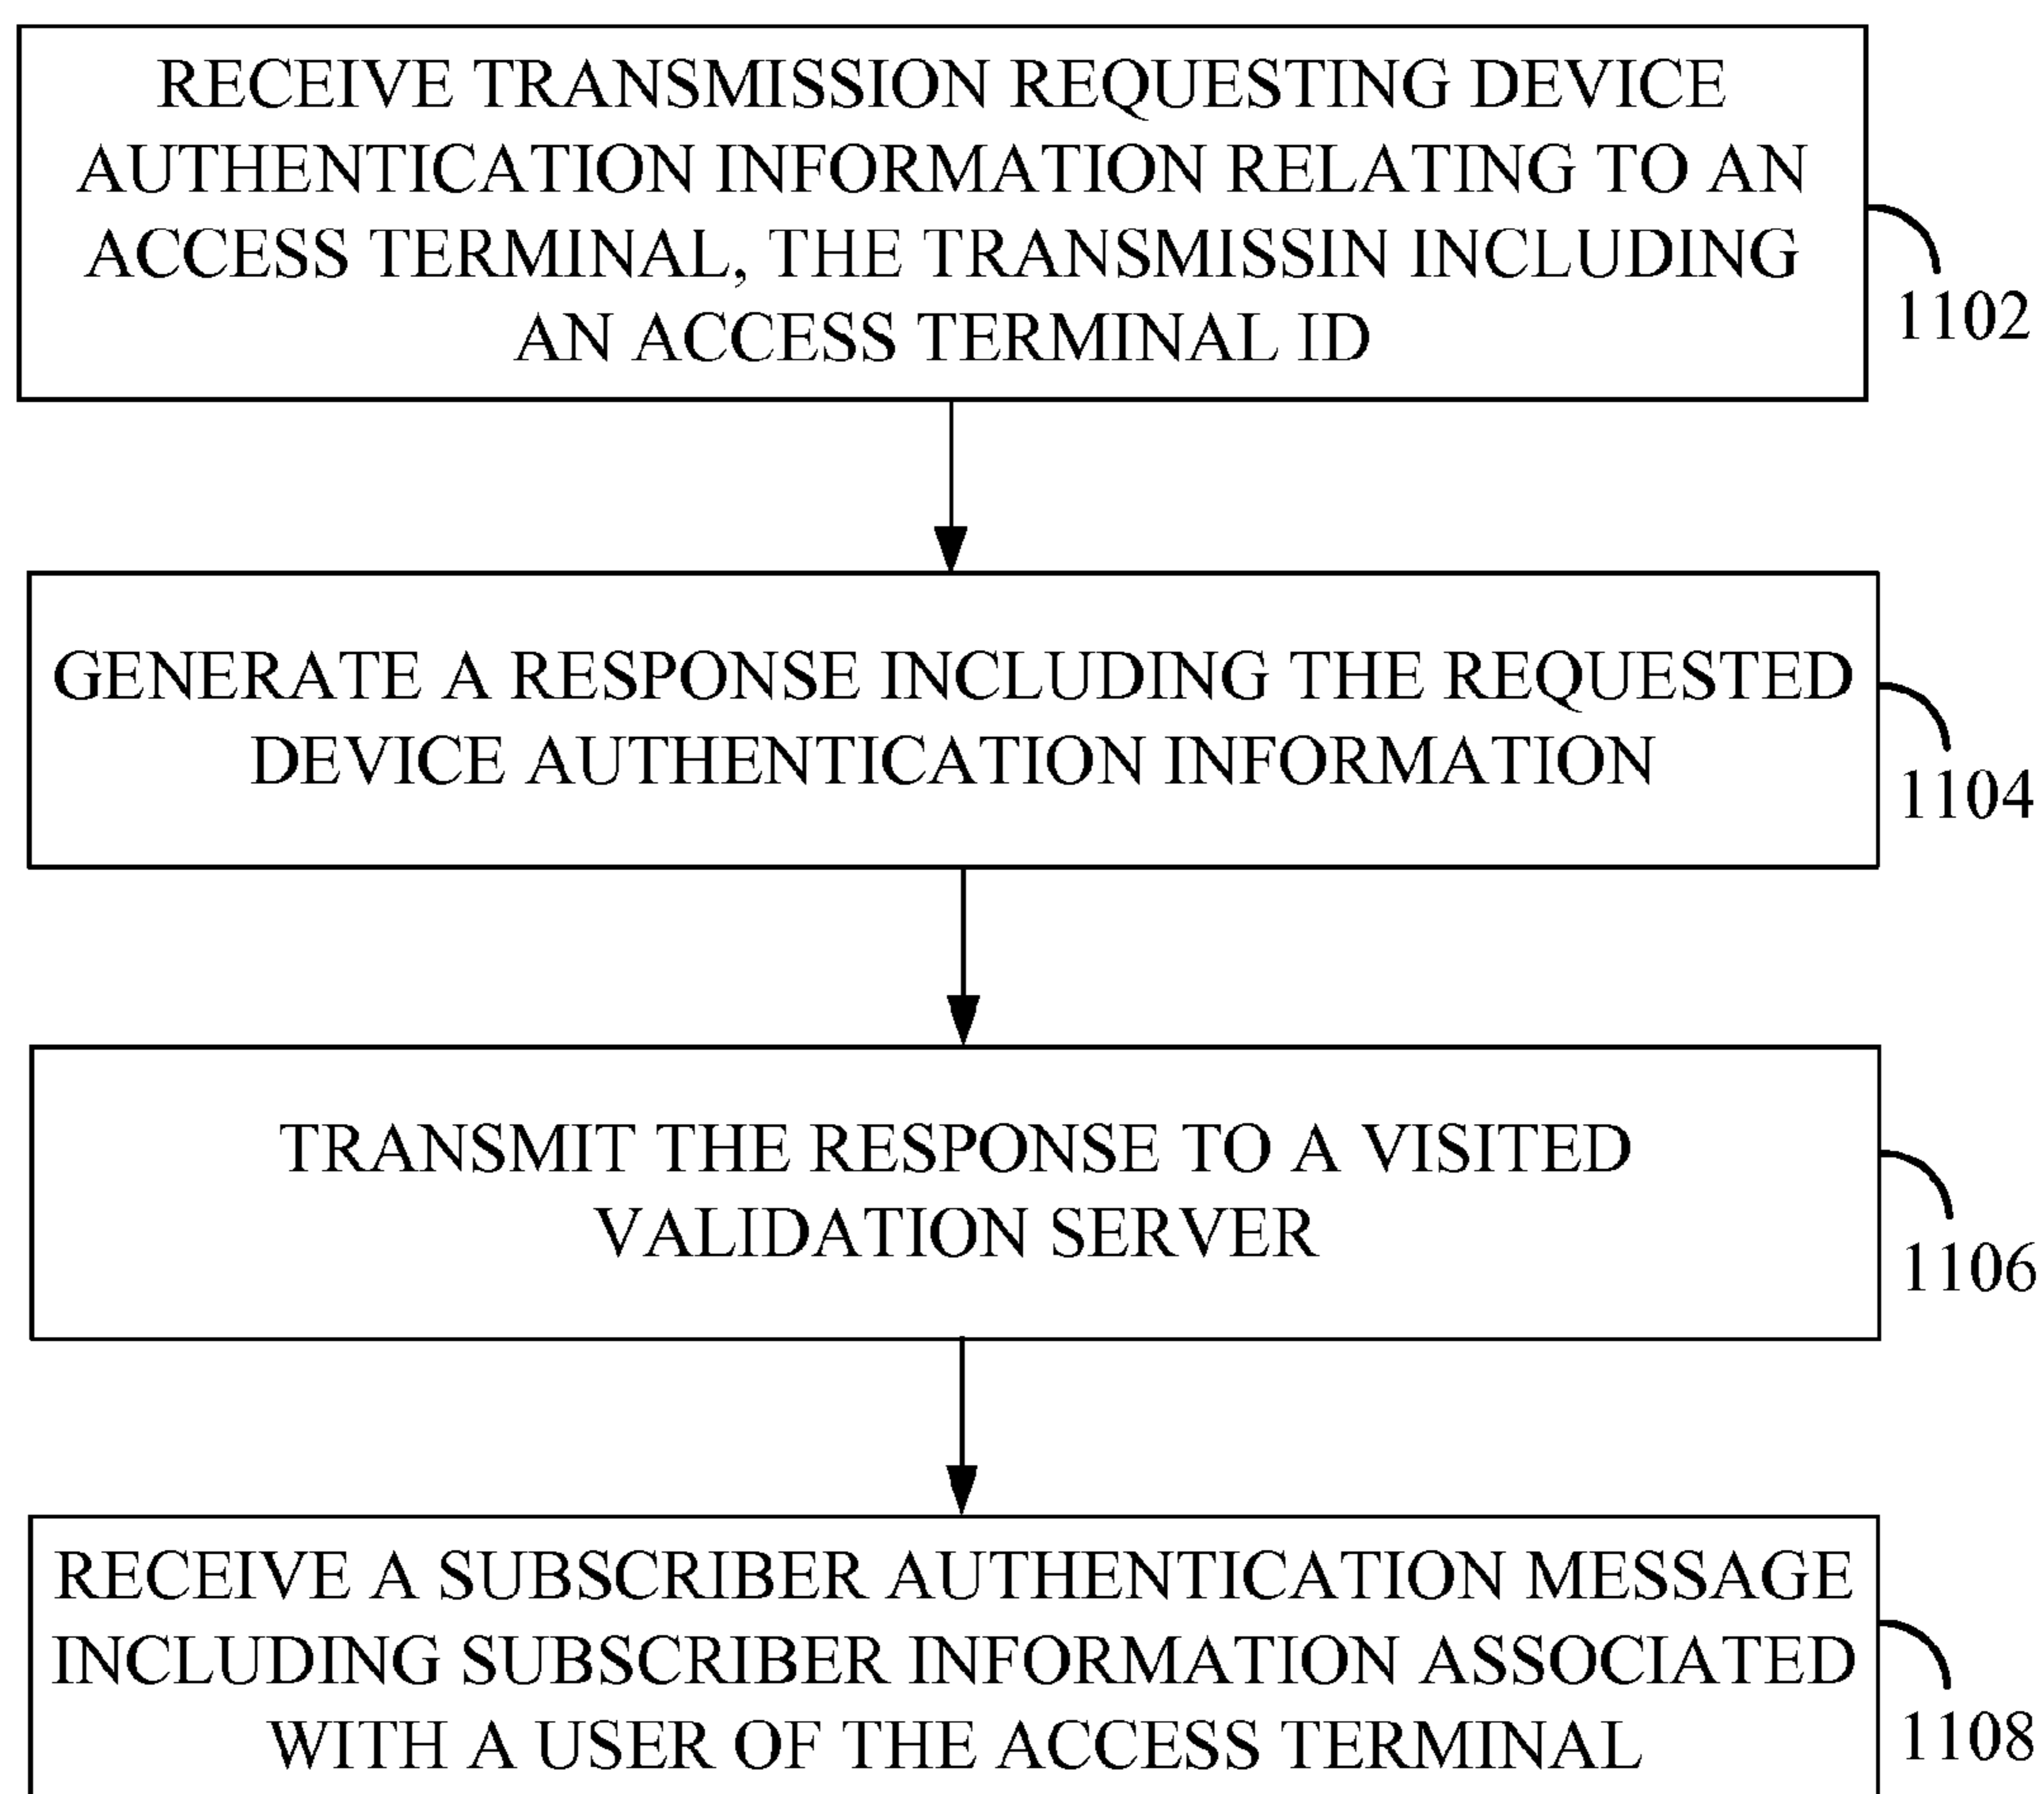 RECEIVE TRANSMISSION REQUESTING DEVICE
AUTHENTICATION INFORMATION RELATING TO AN
ACCESS TERMINAL, THE TRANSMISSIN INCLUDING
AN ACCESS TERMINAL ID
1102
GENERATE A RESPONSE INCLUDING THE REQUESTED
DEVICE AUTHENTICATION INFORMATION
1104
TRANSMIT THE RESPONSE TO A VISITED
VALIDATION SERVER
1106
RECEIVE A SUBSCRIBER AUTHENTICATION MESSAGE
INCLUDING SUBSCRIBER INFORMATION ASSOCIATED
WITH A USER OF THE ACCESS TERMINAL
1108